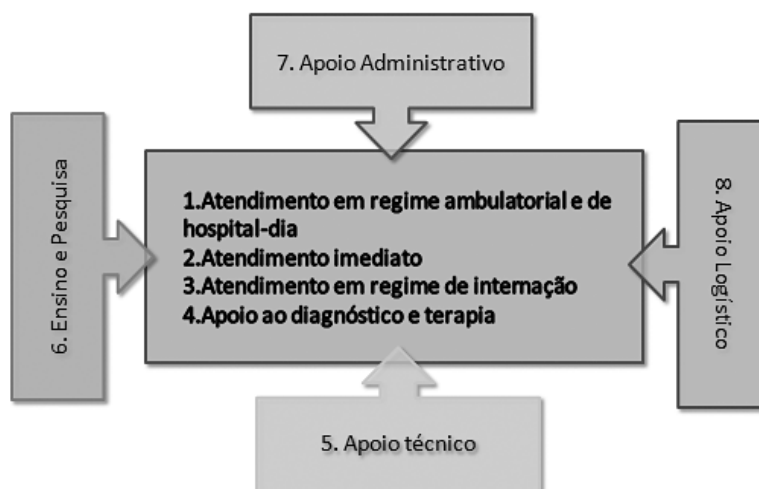 7. Apoio Administrativo
6. Ensino e Pesquisa
1.Atendimento em regime ambulatorial e de
hospital-dia
2.Atendimento imediato
3.Atendimento em regime de internação
4.Apoio ao diagnóstico e terapia
8. Apoio Logístico
5. Apoio técnico